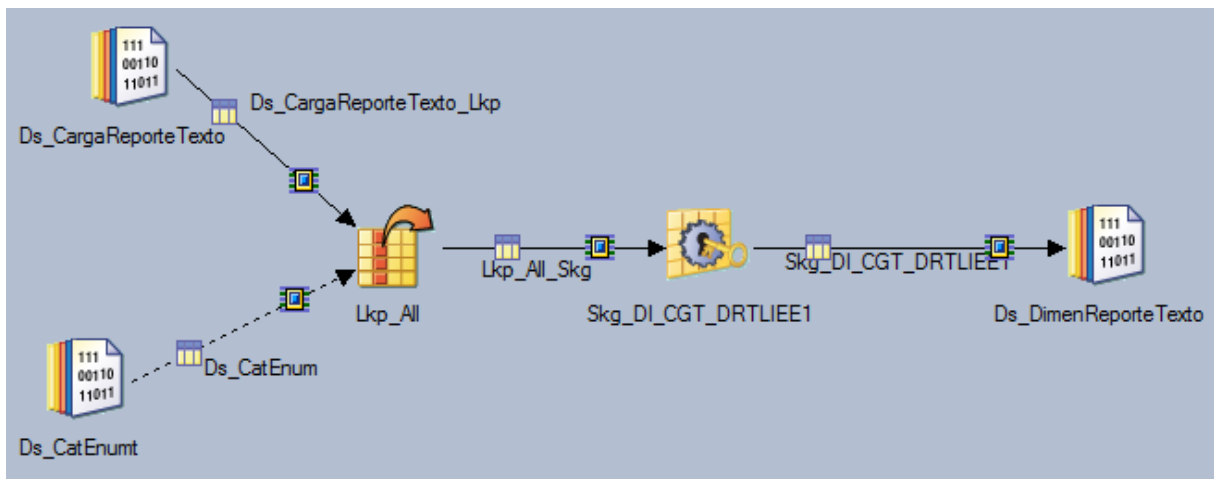 111
00110
11011
Ds_CargaReporteTexto_Lkp
Ds_CargaReporteTexto
111
00110
11011
Lkp_All_Skg
Skg_DI_CGT_DRTLIEE1
Lkp_All
Skg_DI_CGT_DRTLIEE1
Ds_DimenReporteTexto
111
00110
11011
Ds_CatEnum
Ds_CatEnumt